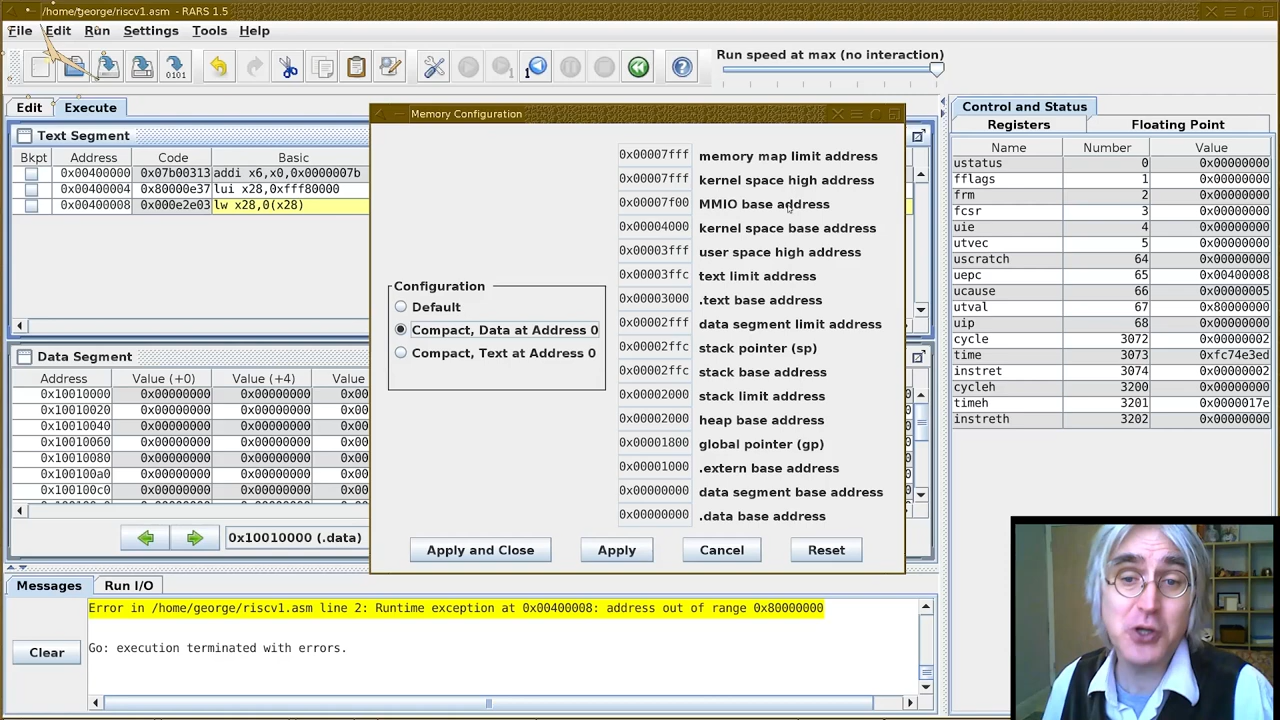 /home/george/riscv1.asm - RARS 1.5
File Edit Run Settings Tools Help
Run speed at max (no interaction)
Edit Execute
Text Segment
Bkpt Address Code Basic
0x00400000 0x07b00313 addi x6,x0,0x0000007b
0x00400004 0x80000e37 lui x28,0xfff80000
0x00400008 0x000e2e03 lw x28,0(x28)
Data Segment
Address Value (+0) Value (+4) Value
0x10010000 0x00000000 0x00000000 0x000
0x10010020 0x00000000 0x00000000 0x000
0x10010040 0x00000000 0x00000000 0x000
0x10010060 0x00000000 0x00000000 0x000
0x10010080 0x00000000 0x00000000 0x000
0x100100a0 0x00000000 0x00000000 0x000
0x100100c0 0x00000000 0x00000000 0x000
0x10010000 (.data)
Memory Configuration
Configuration
Default
Compact, Data at Address 0
Compact, Text at Address 0
0x00007fff memory map limit address
0x00007fff kernel space high address
0x00007f00 MMIO base address
0x00004000 kernel space base address
0x00003fff user space high address
0x00003ffc text limit address
0x00003000 .text base address
0x00002fff data segment limit address
0x00002ffc stack pointer (sp)
0x00002ffc stack base address
0x00002000 stack limit address
0x00002000 heap base address
0x00001800 global pointer (gp)
0x00001000 .extern base address
0x00000000 data segment base address
0x00000000 .data base address
Apply and Close Apply Cancel Reset
Control and Status
Registers Floating Point
Name Number Value
ustatus 0 0x00000000
fflags 1 0x00000000
frm 2 0x00000000
fcsr 3 0x00000000
uie 4 0x00000000
utvec 5 0x00000000
uscratch 64 0x00000000
uepc 65 0x00400008
ucause 66 0x00000005
utval 67 0x80000000
uip 68 0x00000000
cycle 3072 0x00000002
time 3073 0xfc74e3ed
instret 3074 0x00000002
cycleh 3200 0x00000000
timeh 3201 0x0000017e
instreth 3202 0x00000000
Messages Run I/O
Error in /home/george/riscv1.asm line 2: Runtime exception at 0x00400008: address out of range 0x80000000
Go: execution terminated with errors.
Clear